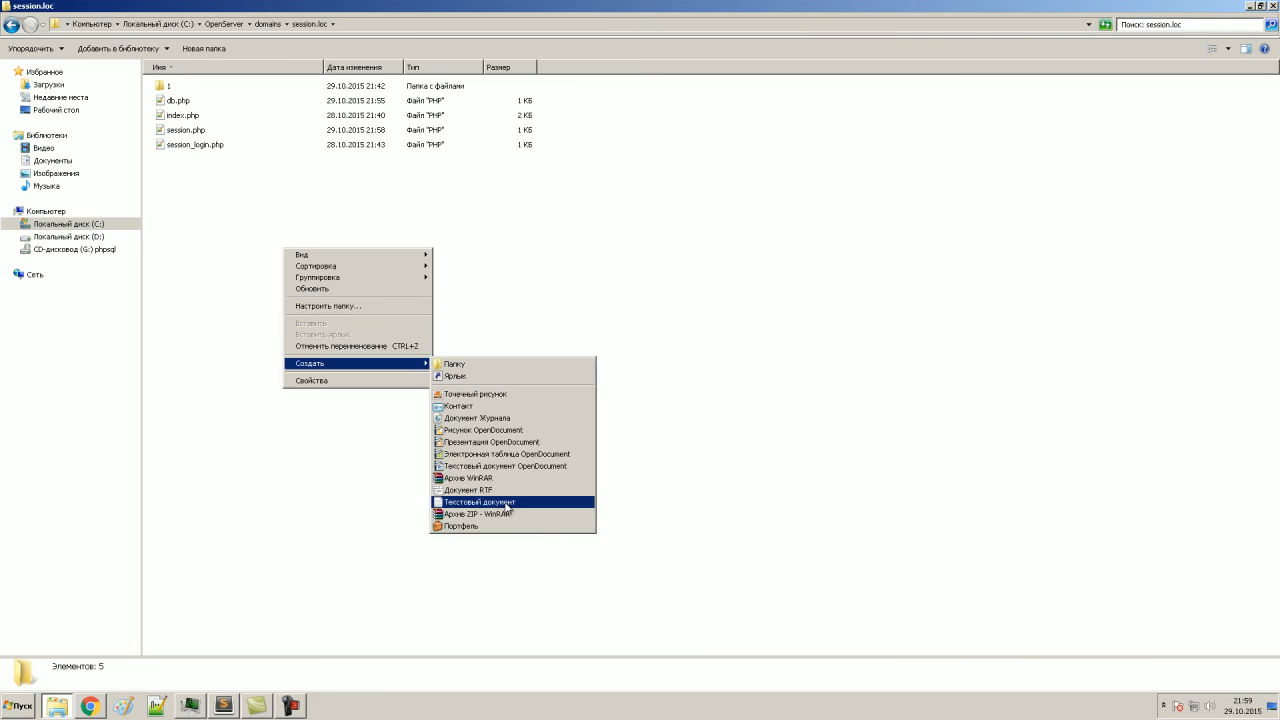 session.loc
Компьютер Локальный диск (C:) OpenServer domains session.loc
Поиск: session.loc
Упорядочить Добавить в библиотеку Новая папка
Избранное
Загрузки
Недавние места
Рабочий стол
Библиотеки
Видео
Документы
Изображения
Музыка
Компьютер
Локальный диск (C:)
Локальный диск (D:)
CD-дисковод (G:) phpsql
Сеть
Имя Дата изменения Тип Размер
1 29.10.2015 21:42 Папка с файлами
db.php 29.10.2015 21:55 Файл "PHP" 1 КБ
index.php 28.10.2015 21:40 Файл "PHP" 2 КБ
session.php 29.10.2015 21:58 Файл "PHP" 1 КБ
session_login.php 28.10.2015 21:43 Файл "PHP" 1 КБ
Вид
Сортировка
Группировка
Обновить
Настроить папку...
Вставить
Вставить ярлык
Отменить переименование CTRL+Z
Создать
Свойства
Папку
Ярлык
Точечный рисунок
Контакт
Документ Журнала
Рисунок OpenDocument
Презентация OpenDocument
Электронная таблица OpenDocument
Текстовый документ OpenDocument
Архив WinRAR
Документ RTF
Текстовый документ
Архив ZIP - WinRAR
Портфель
Элементов: 5
Пуск
21:59
29.10.2015